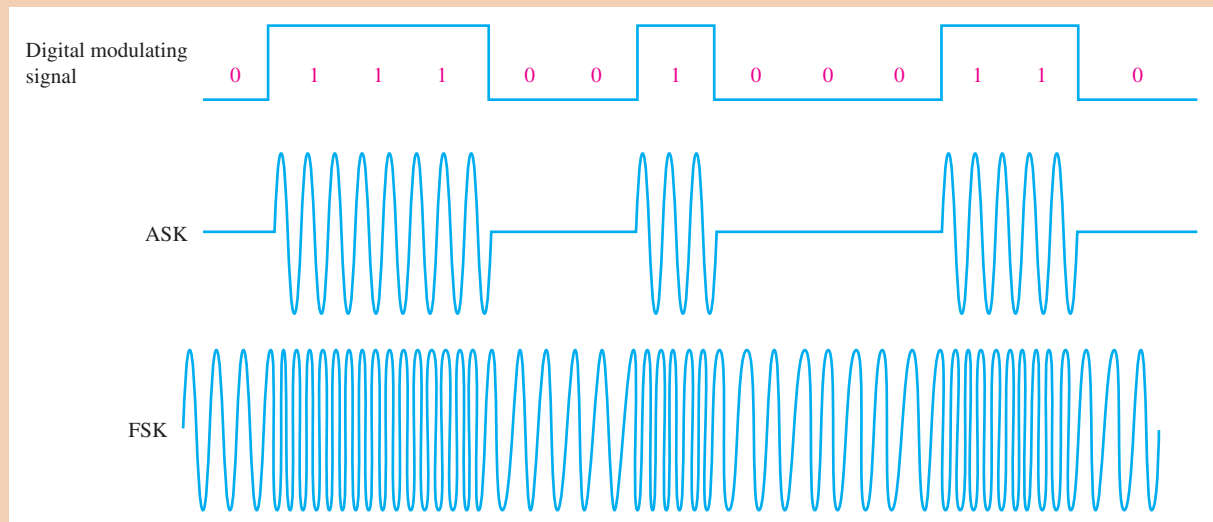 Digital modulating
signal
0 1 1 1 0 0 1 0 0 0 1 1 0
ASK
FSK